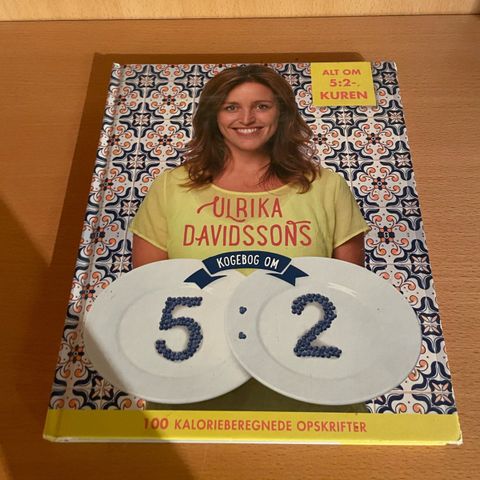 ALT OM
5:2-
KUREN
ULRIKA
DAVIDSSONS
KOGEBOG OM
5:2
100 KALORIEBEREGNEDE OPSKRIFTER